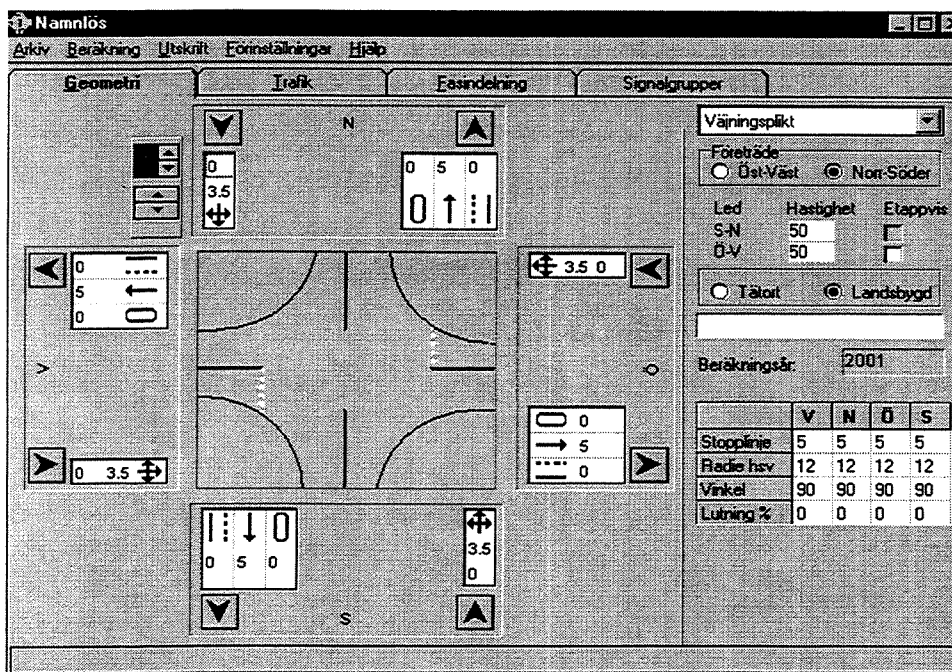 Namnlös
Arkiv Beräkning Utskrift Förinställningar Hjälp
Geometri Trafik Fasindelning Signalgrupper
N
0
3.5
0 5 0
0
5
0
V
0 3.5
3.5 0
Ö
0
5
0
0 5 0
3.5
0
S
Väjningsplikt
Företräde
Öst-Väst Norr-Söder
Led Hastighet Etappvis
S-N 50
Ö-V 50
Tätort Landsbygd
Beräkningsår: 2001
V N Ö S
Stopplinje 5 5 5 5
Radie hsv 12 12 12 12
Vinkel 90 90 90 90
Lutning % 0 0 0 0